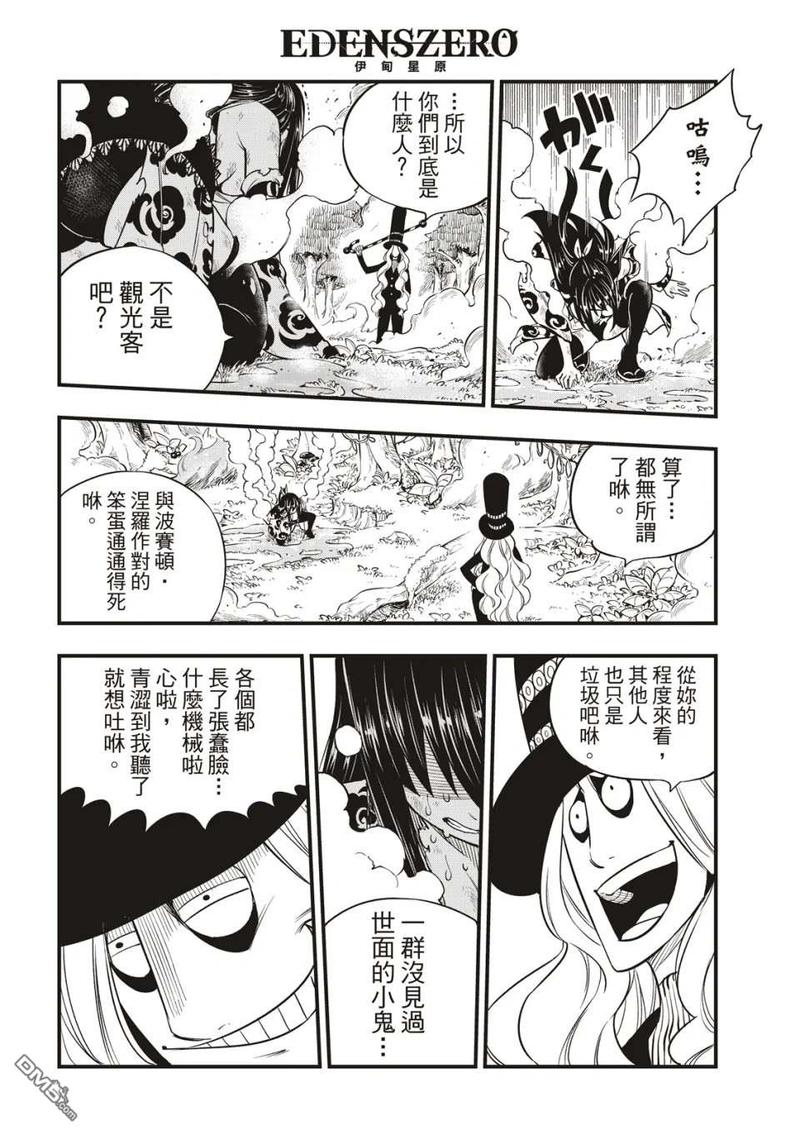 EDENSZERO
伊甸星原
咕嗚…
…所以
你們到底是
什麼人？
不是
觀光客
吧？
算了…
都無所謂
了咻。
與波賽頓・
涅羅作對的
笨蛋通通得死
咻。
從妳的
程度來看，
其他人
也只是
垃圾吧咻。
一群沒見過
世面的小鬼…
各個都
長了張蠢臉…
什麼機械啦
心啦，
青澀到我聽了
就想吐咻。